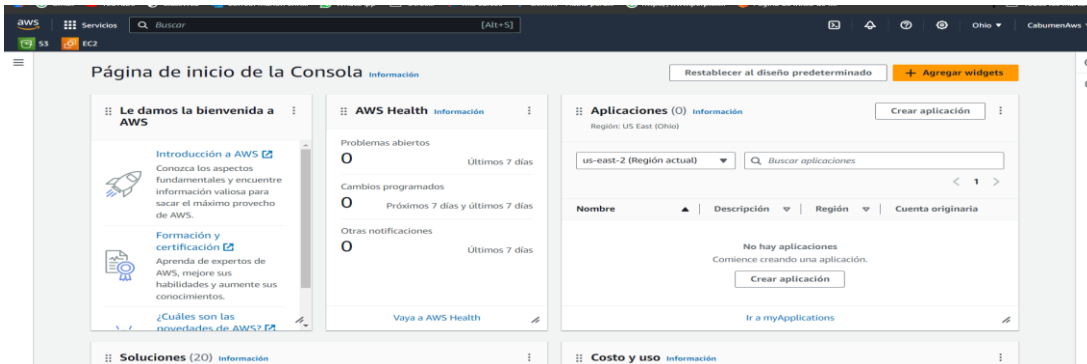 aws
Servicios
Buscar
[Alt+S]
Ohio
CabumenAws
S3
EC2
Página de inicio de la Consola Información
Restablecer al diseño predeterminado
Agregar widgets
Le damos la bienvenida a
AWS
Introducción a AWS
Conozca los aspectos
fundamentales y encuentre
información valiosa para
sacar el máximo provecho
de AWS.
Formación y
certificación
Aprenda de expertos de
AWS, mejore sus
habilidades y aumente sus
conocimientos.
¿Cuáles son las
novedades de AWS?
AWS Health Información
Problemas abiertos
0
Últimos 7 días
Cambios programados
0
Próximos 7 días y últimos 7 días
Otras notificaciones
0
Últimos 7 días
Vaya a AWS Health
Aplicaciones (0) Información
Región: US East (Ohio)
Crear aplicación
us-east-2 (Región actual)
Buscar aplicaciones
1
Nombre
Descripción
Región
Cuenta originaria
No hay aplicaciones
Comience creando una aplicación.
Crear aplicación
Ir a myApplications
Soluciones (20) Información
Costo y uso Información